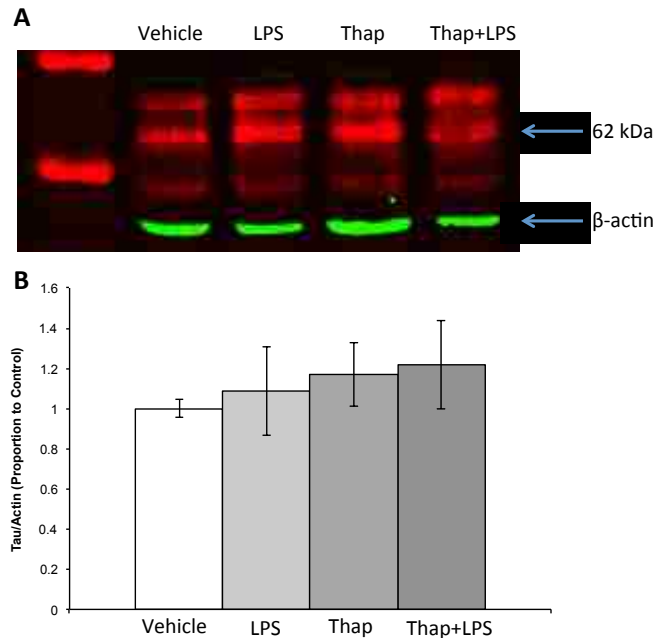 A
Vehicle LPS Thap Thap+LPS
62 kDa
β-actin
B
Tau/Actin (Proportion to Control)
1.6
1.4
1.2
1
0.8
0.6
0.4
0.2
0
Vehicle LPS Thap Thap+LPS